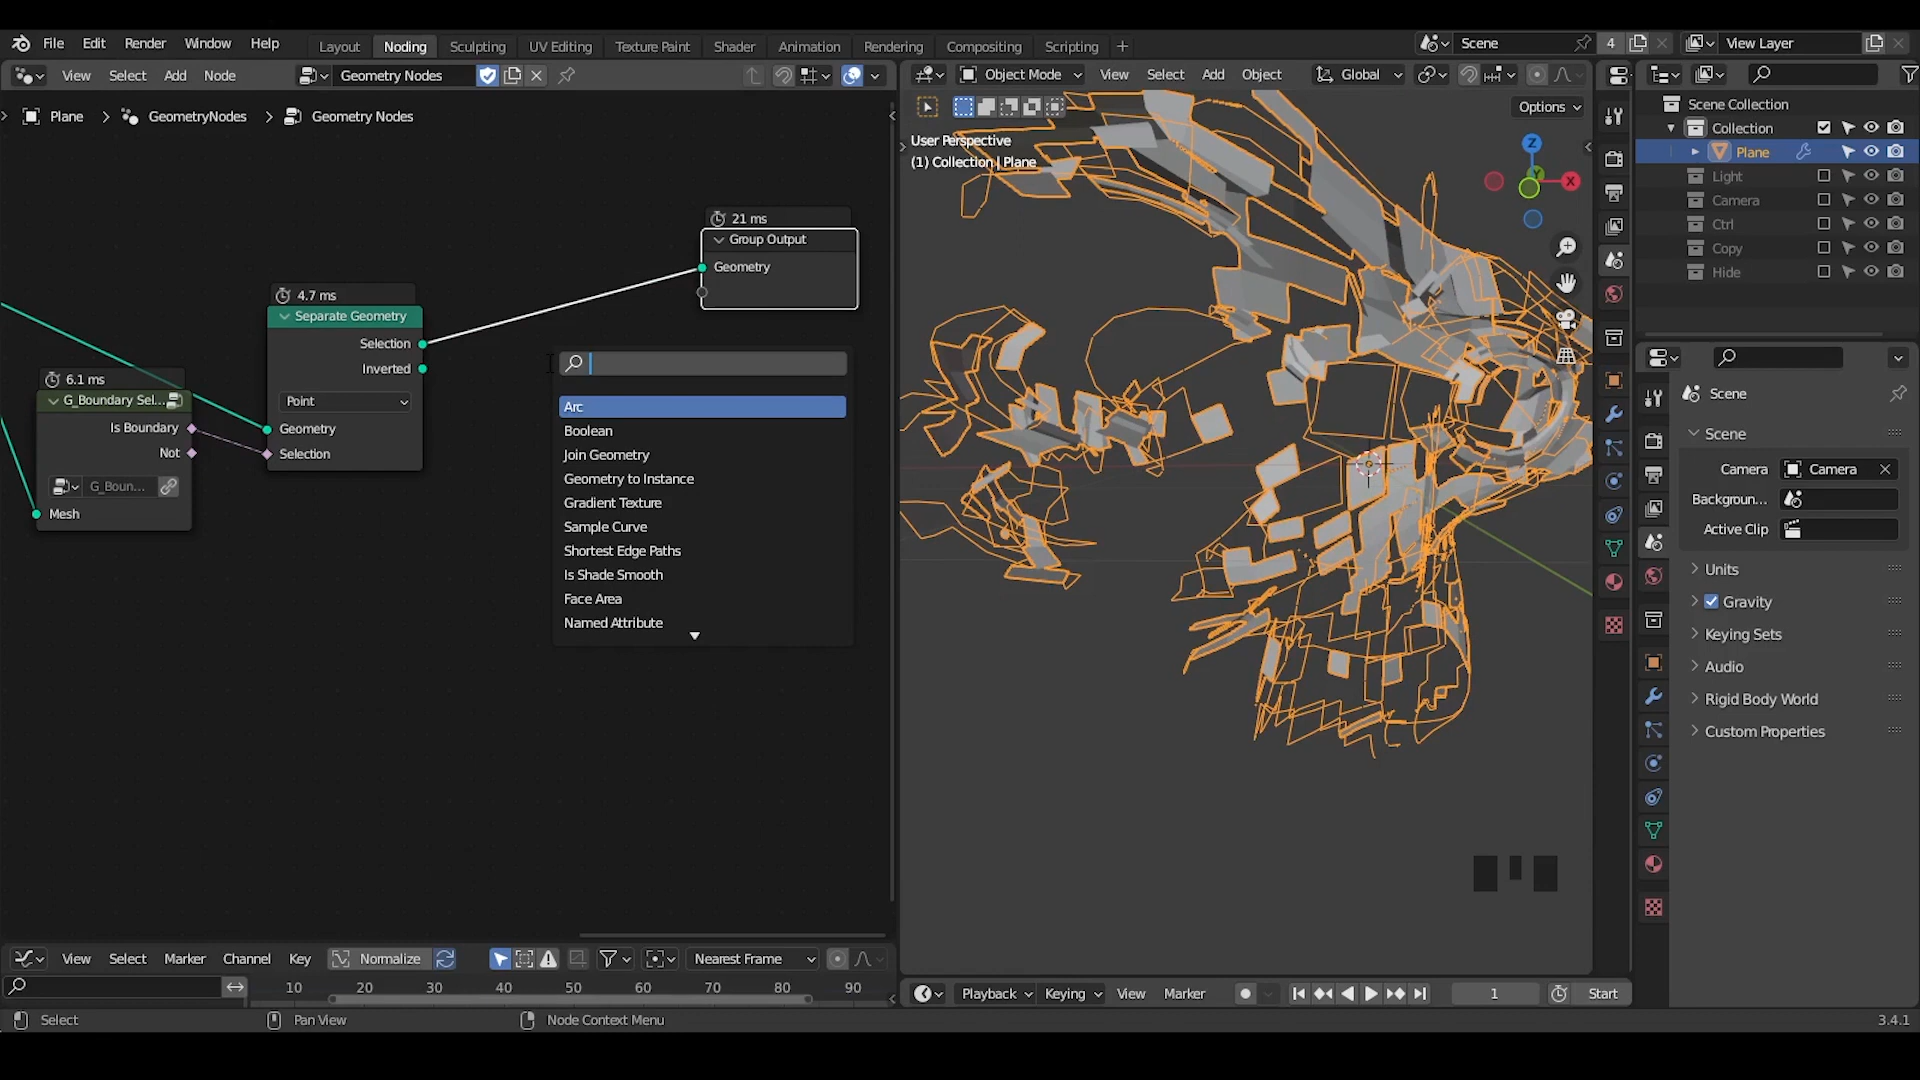 File Edit Render Window Help
Layout Noding Sculpting UV Editing Texture Paint Shader Animation Rendering Compositing Scripting
Scene 4 View Layer
View Select Add Node Geometry Nodes
Object Mode View Select Add Object Global
Plane GeometryNodes Geometry Nodes
Options
User Perspective
(1) Collection | Plane
Z
Y
X
21 ms
Group Output
Geometry
4.7 ms
Separate Geometry
Selection
Inverted
Point
Geometry
Selection
6.1 ms
G_Boundary Sel...
Is Boundary
Not
G_Boun...
Mesh
Arc
Boolean
Join Geometry
Geometry to Instance
Gradient Texture
Sample Curve
Shortest Edge Paths
Is Shade Smooth
Face Area
Named Attribute
Scene Collection
Collection
Plane
Light
Camera
Ctrl
Copy
Hide
Scene
Scene
Camera Camera
Backgroun...
Active Clip
Units
Gravity
Keying Sets
Audio
Rigid Body World
Custom Properties
View Select Marker Channel Key Normalize Nearest Frame
10 20 30 40 50 60 70 80 90
Playback Keying View Marker 1 Start
Select Pan View Node Context Menu 3.4.1